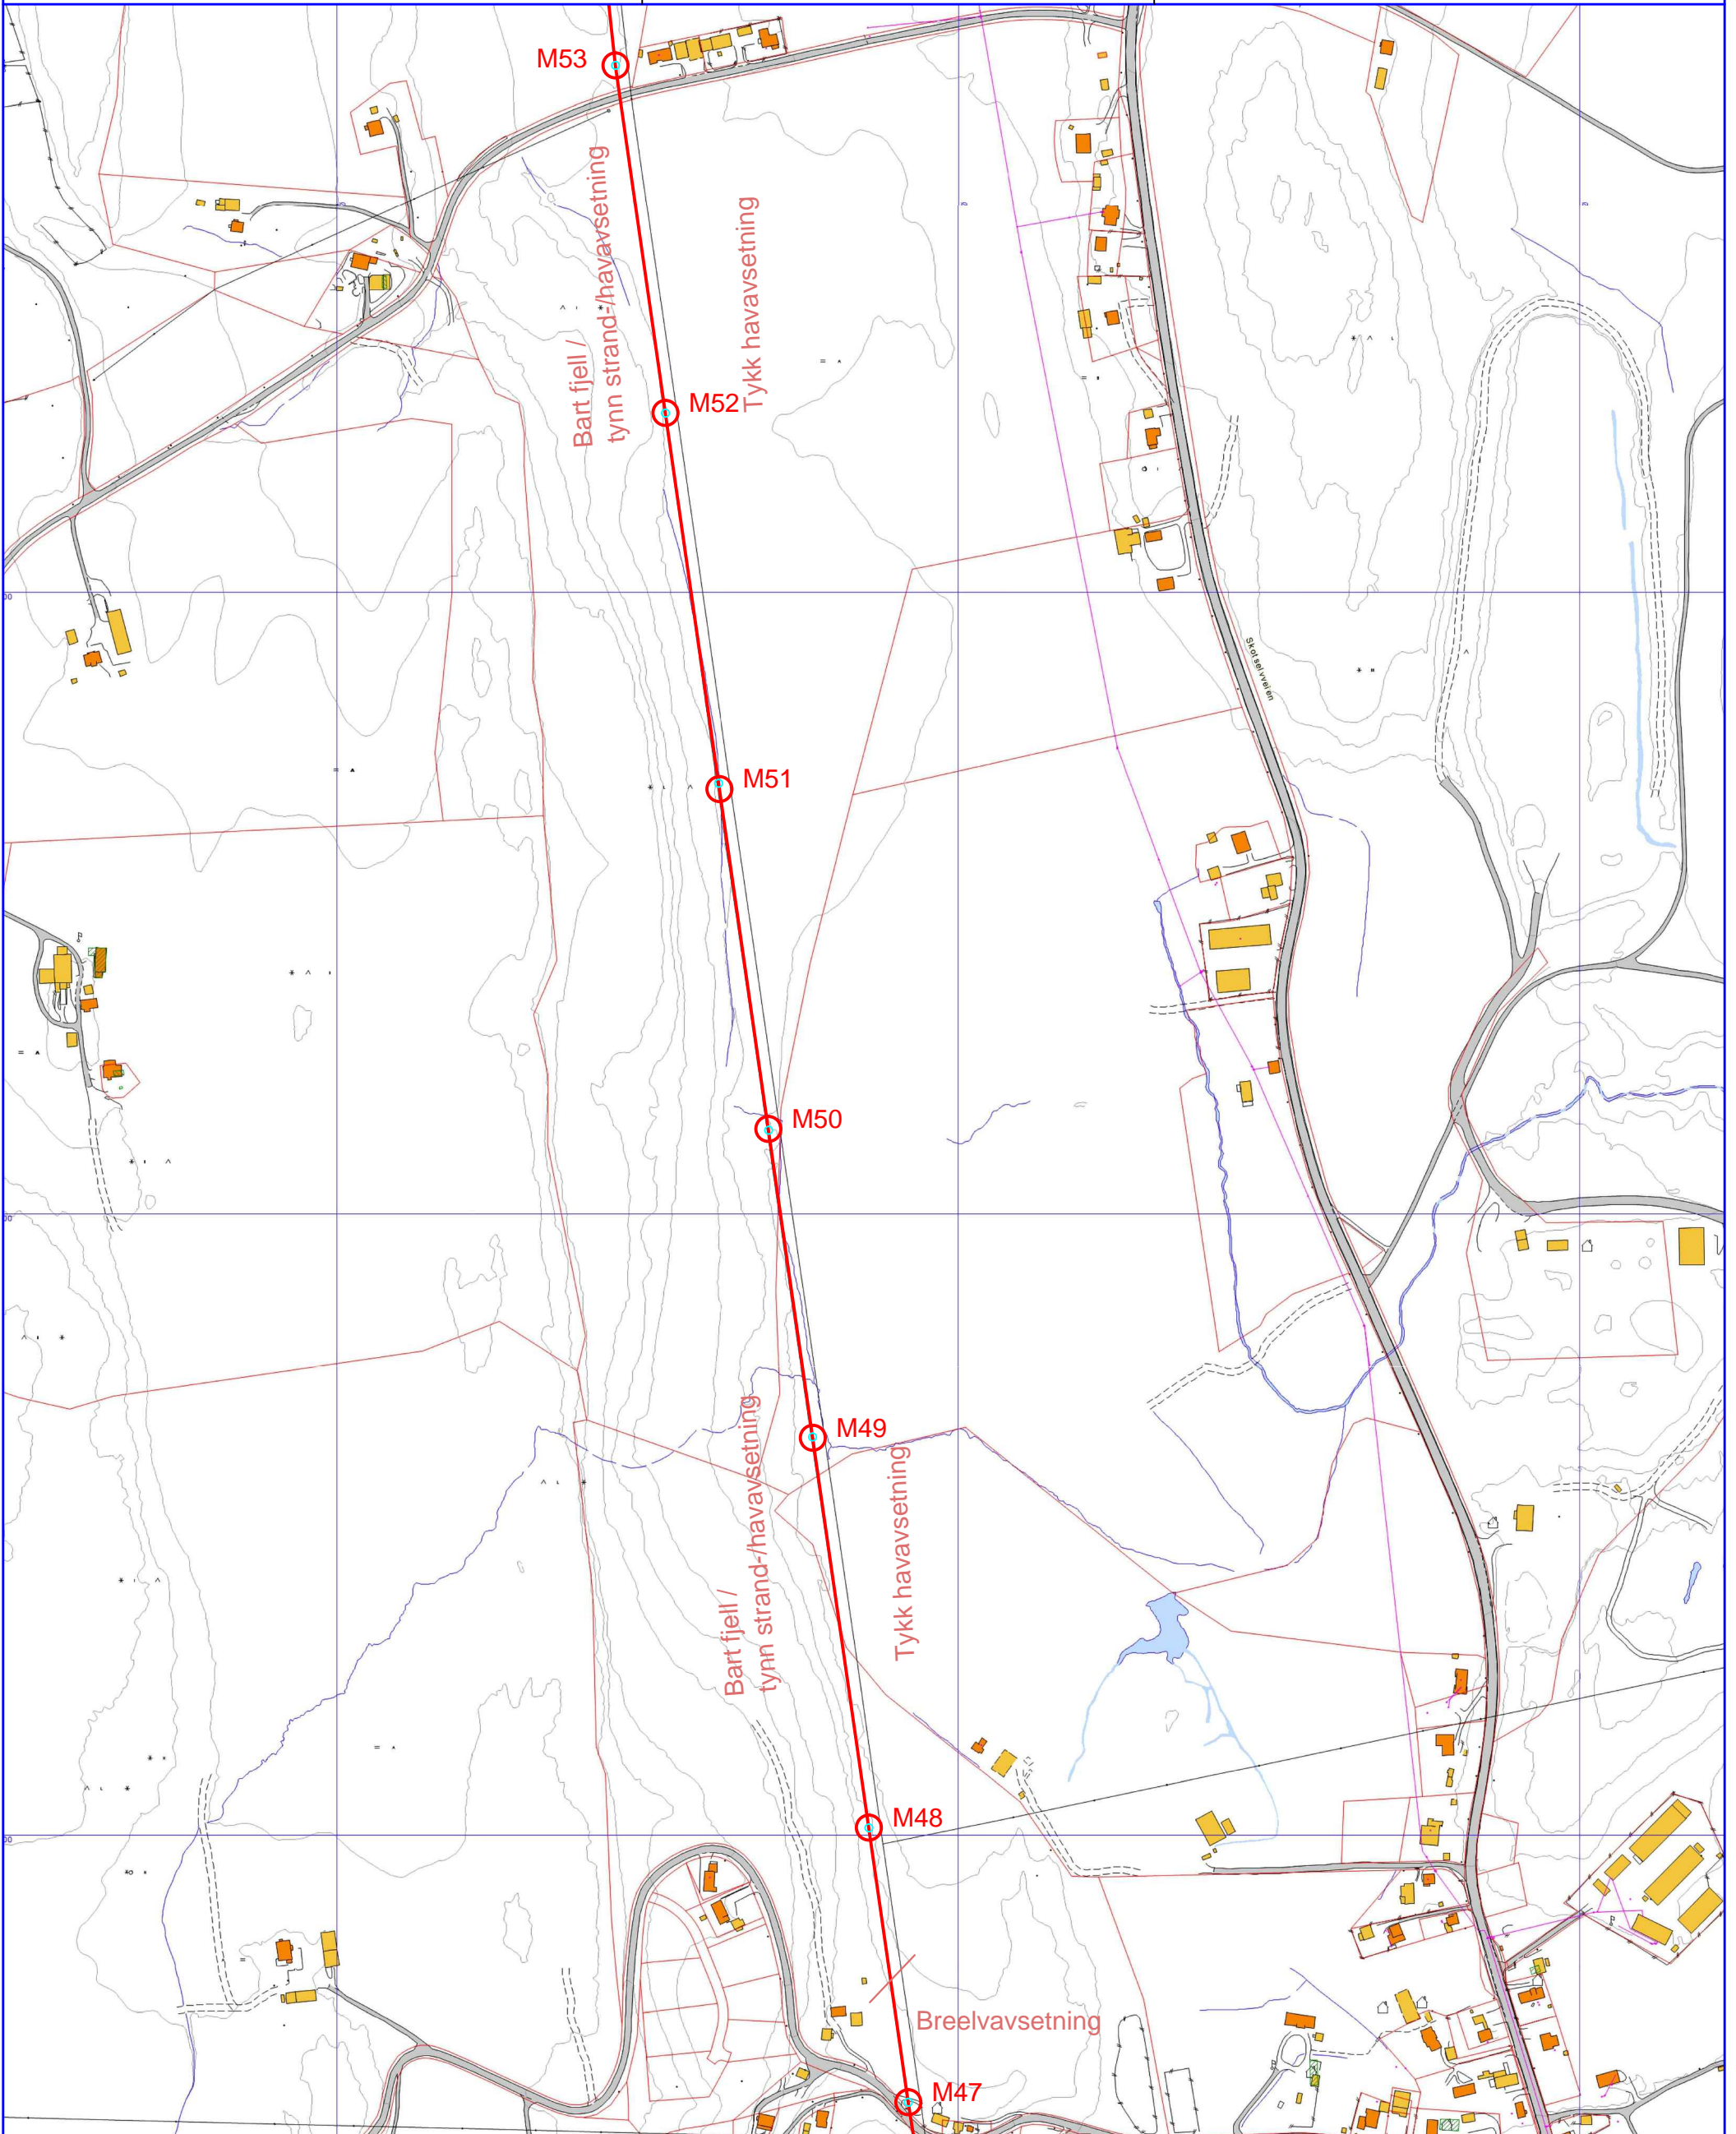 M53
Bart fjell /
tynn strand-/havavsetning
Tykk havavsetning
M52
Skotselvveien
M51
M50
M49
Bart fjell /
tynn strand-/havavsetning
Tykk havavsetning
M48
Breelvavsetning
M47